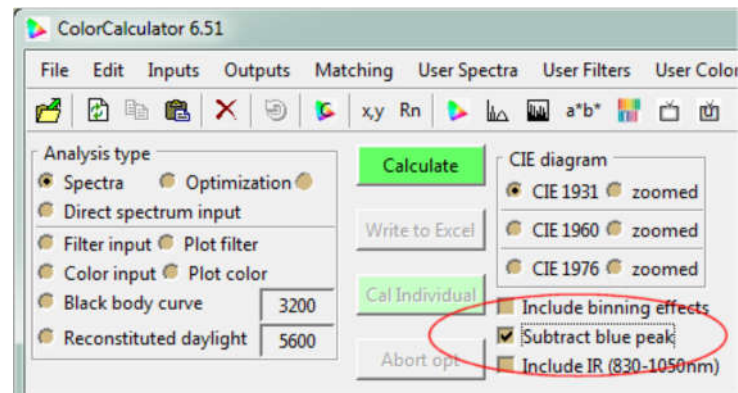 ColorCalculator 6.51
File Edit Inputs Outputs Matching User Spectra User Filters User Color
x,y Rn a*b*
Analysis type
Spectra Optimization
Direct spectrum input
Filter input Plot filter
Color input Plot color
Black body curve 3200
Reconstituted daylight 5600
Calculate
Write to Excel
Cal Individual
Abort opt
CIE diagram
CIE 1931 zoomed
CIE 1960 zoomed
CIE 1976 zoomed
Include binning effects
Subtract blue peak
Include IR (830-1050nm)